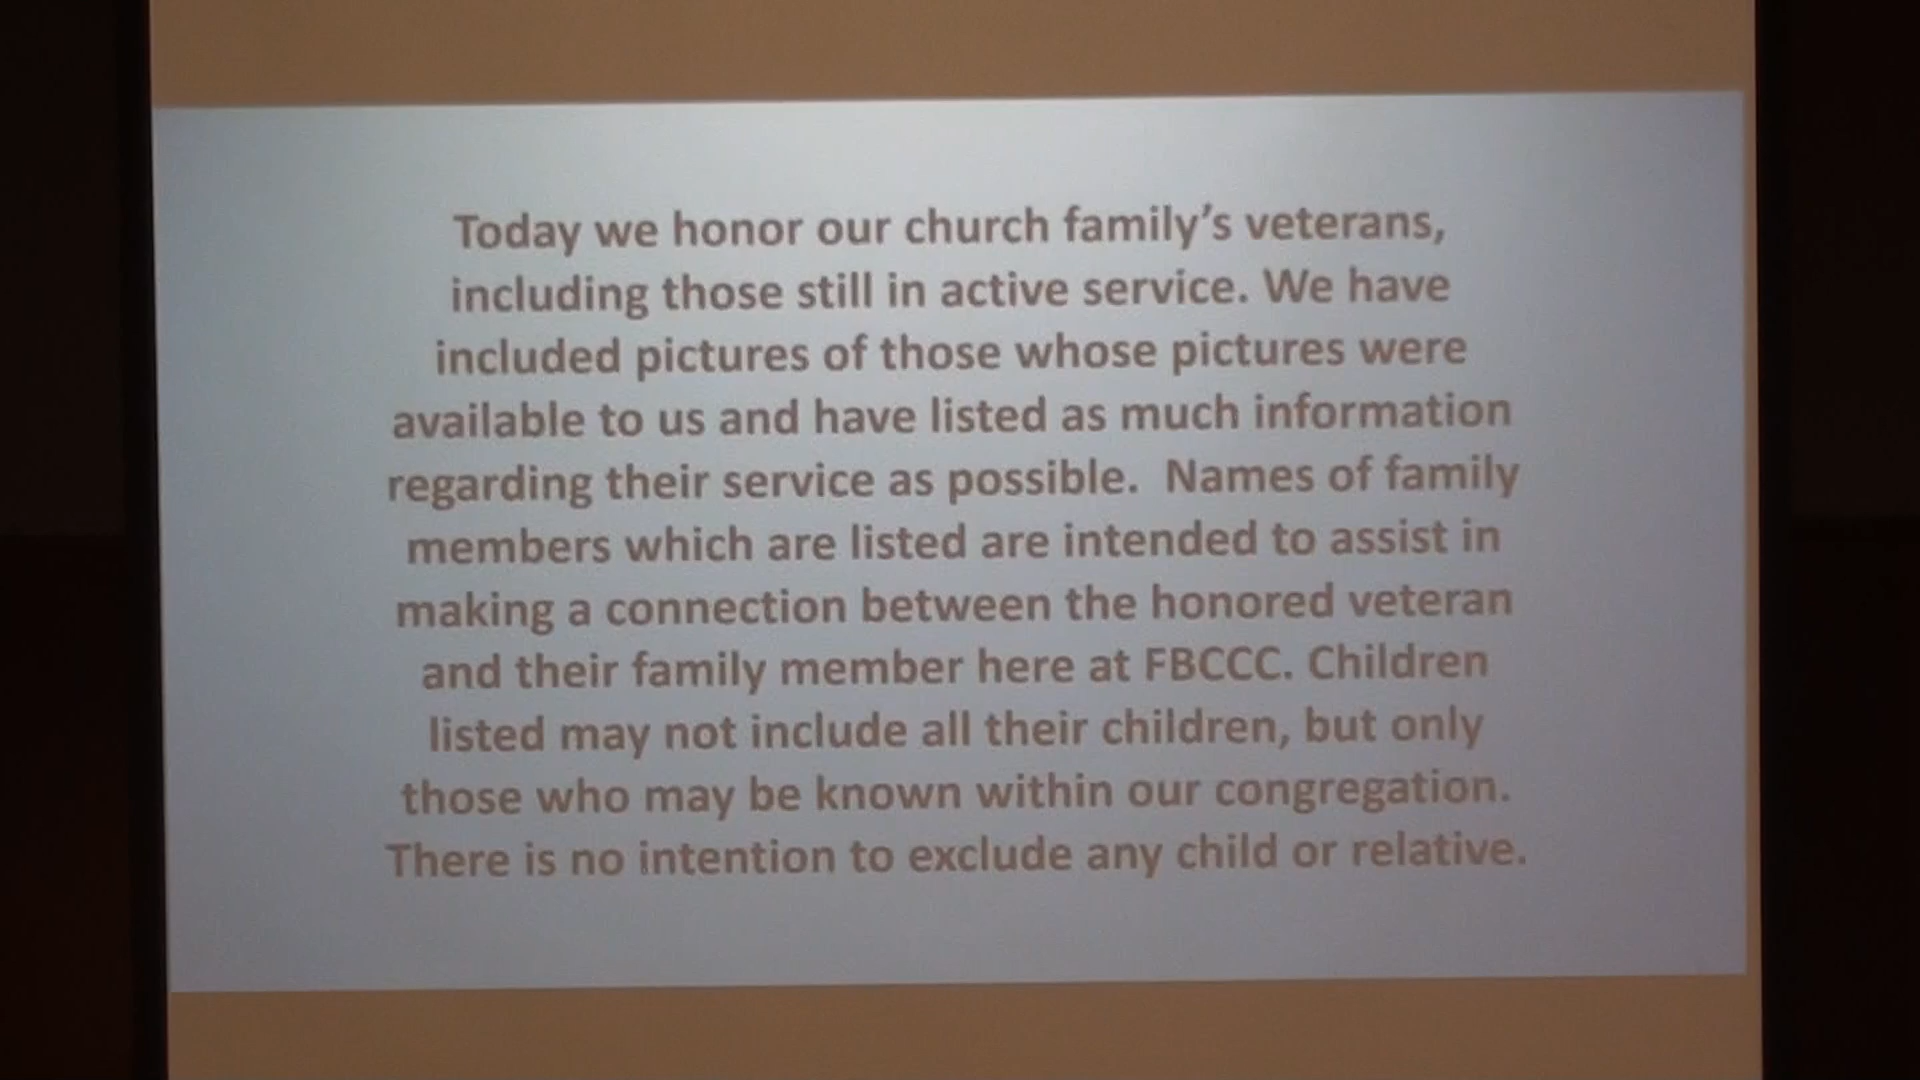 Today we honor our church family’s veterans,
including those still in active service. We have
included pictures of those whose pictures were
available to us and have listed as much information
regarding their service as possible.  Names of family
members which are listed are intended to assist in
making a connection between the honored veteran
and their family member here at FBCCC. Children
listed may not include all their children, but only
those who may be known within our congregation.
There is no intention to exclude any child or relative.